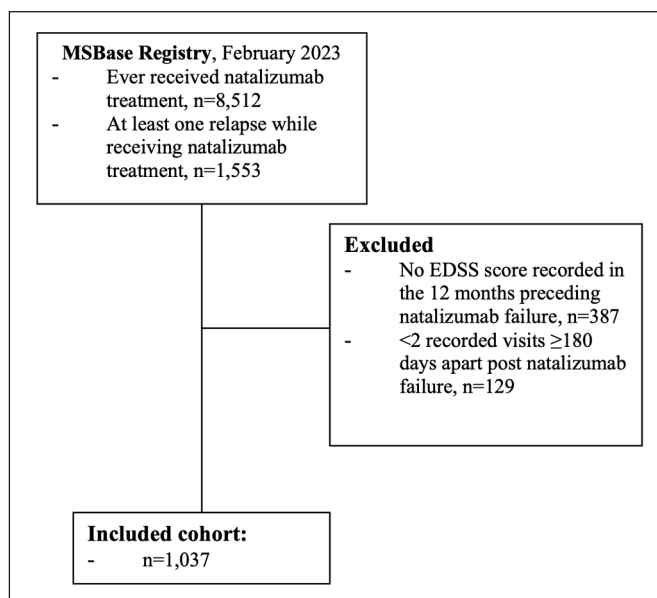 MSBase Registry, February 2023
- Ever received natalizumab
treatment, n=8,512
- At least one relapse while
receiving natalizumab
treatment, n=1,553
Excluded
- No EDSS score recorded in
the 12 months preceding
natalizumab failure, n=387
- <2 recorded visits ≥180
days apart post natalizumab
failure, n=129
Included cohort:
- n=1,037